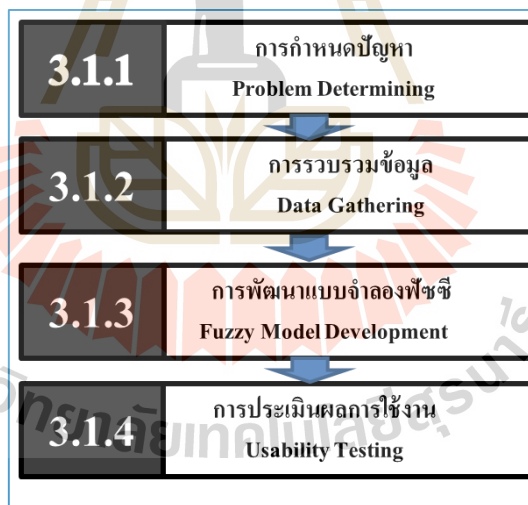 3.1.1
การกำหนดปัญหา
Problem Determining
3.1.2
การรวบรวมข้อมูล
Data Gathering
3.1.3
การพัฒนาแบบจำลองฟัซซี
Fuzzy Model Development
3.1.4
การประเมินผลการใช้งาน
Usability Testing